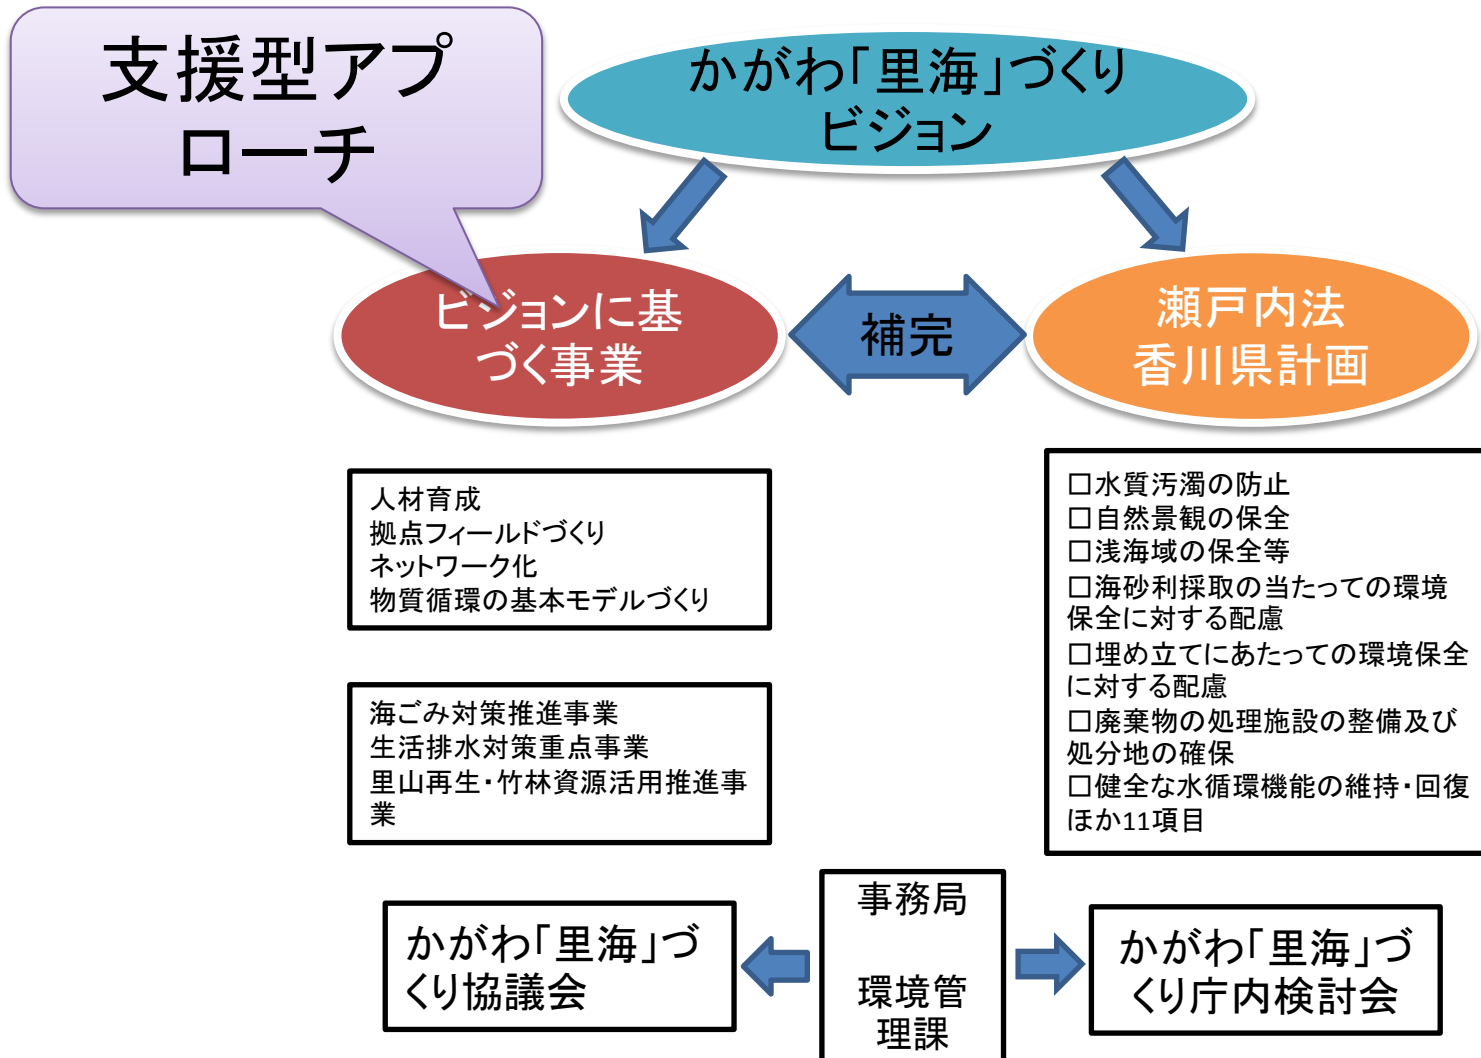 支援型アプ
ローチ
かがわ「里海」づくり
ビジョン
ビジョンに基
づく事業
補完
瀬戸内法
香川県計画
人材育成
拠点フィールドづくり
ネットワーク化
物質循環の基本モデルづくり
海ごみ対策推進事業
生活排水対策重点事業
里山再生・竹林資源活用推進事
業
□水質汚濁の防止
□自然景観の保全
□浅海域の保全等
□海砂利採取の当たっての環境
保全に対する配慮
□埋め立てにあたっての環境保全
に対する配慮
□廃棄物の処理施設の整備及び
処分地の確保
□健全な水循環機能の維持・回復
ほか11項目
かがわ「里海」づ
くり協議会
事務局
環境管
理課
かがわ「里海」づ
くり庁内検討会